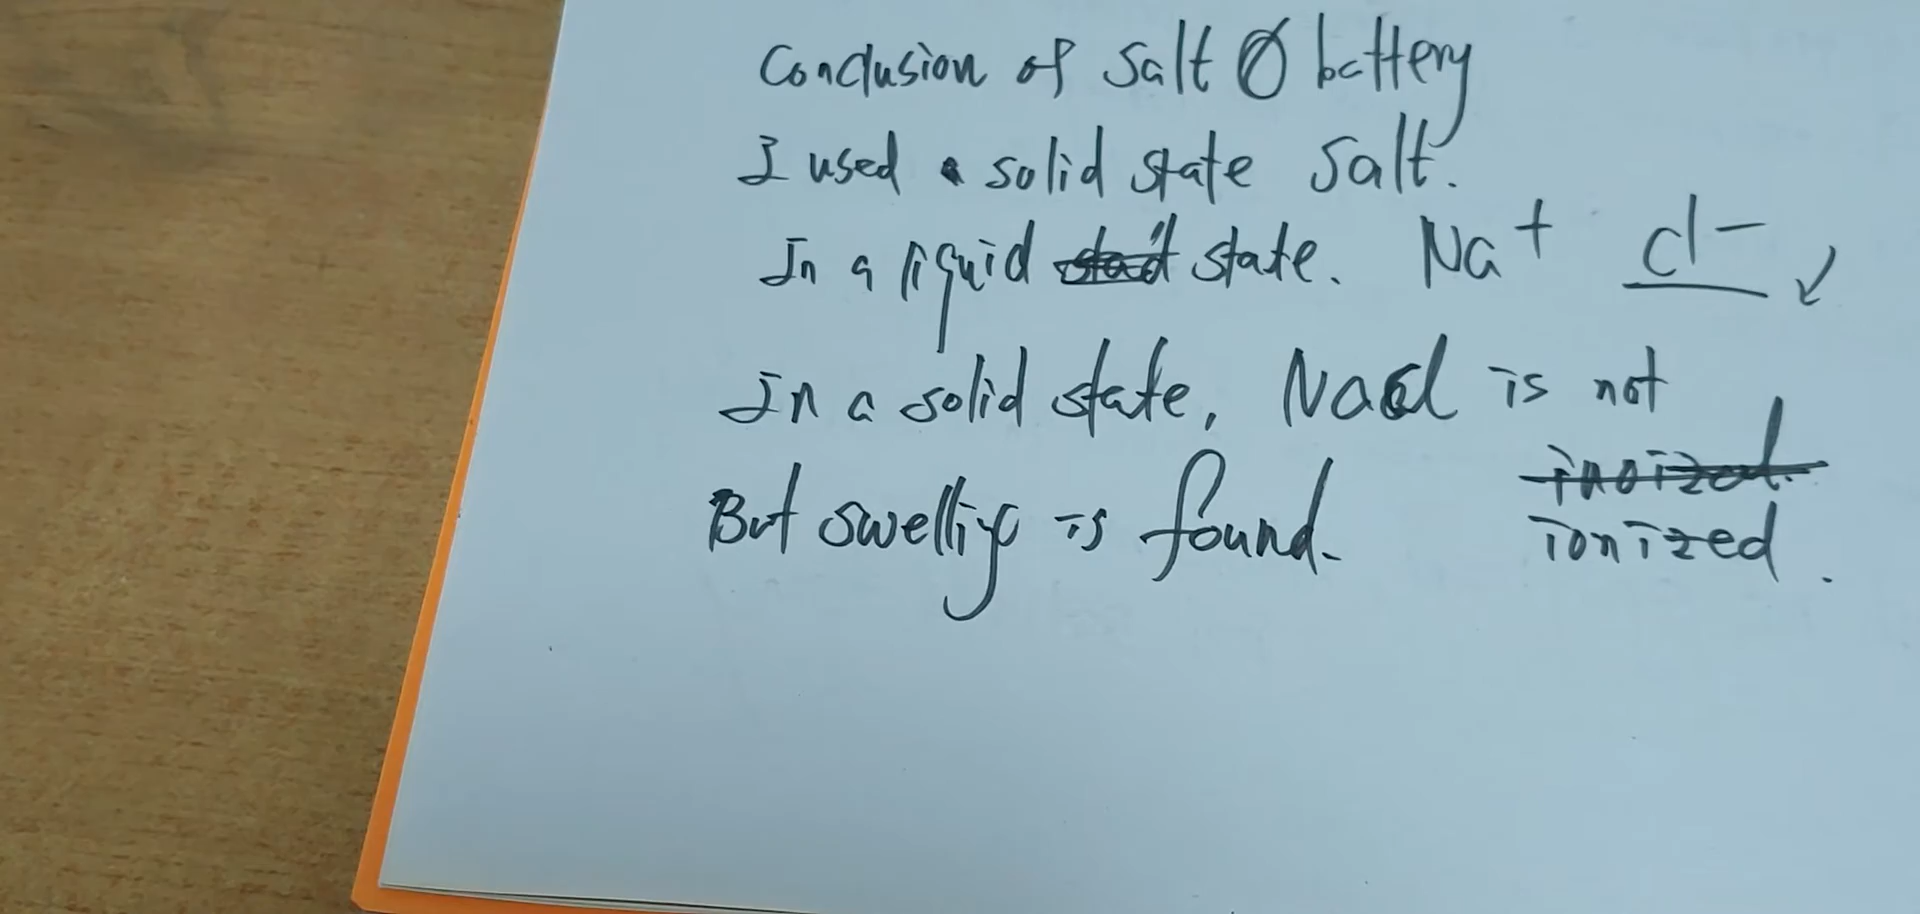 Conclusion of Salt battery
I used solid state salt.
In a liquid state. Na+ Cl-
In a solid state, NaCl is not
ionized.
But swelling is found.